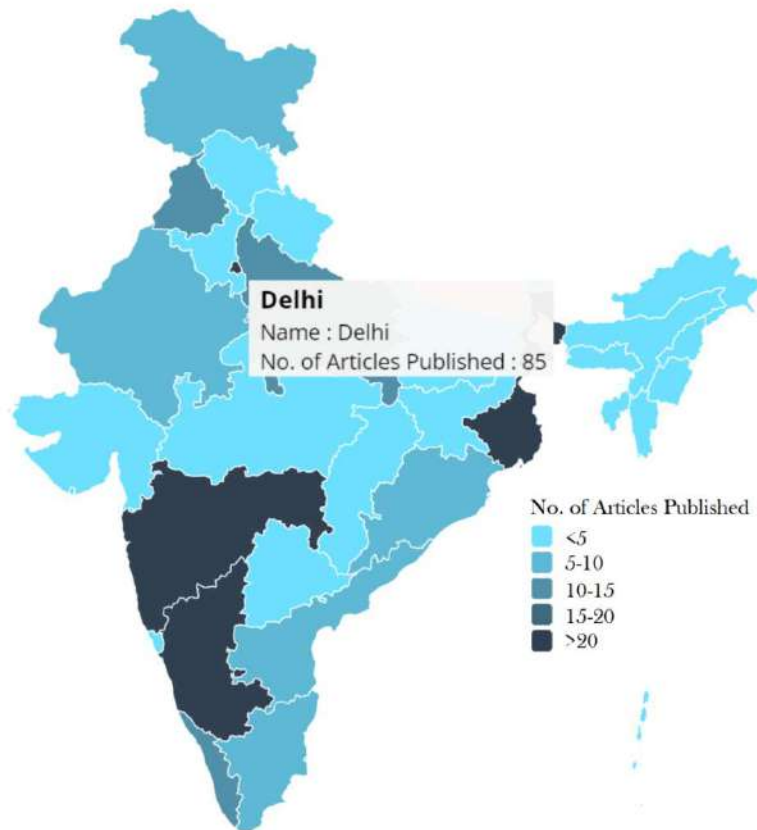 Delhi
Name : Delhi
No. of Articles Published : 85
No. of Articles Published
<5
5-10
10-15
15-20
>20